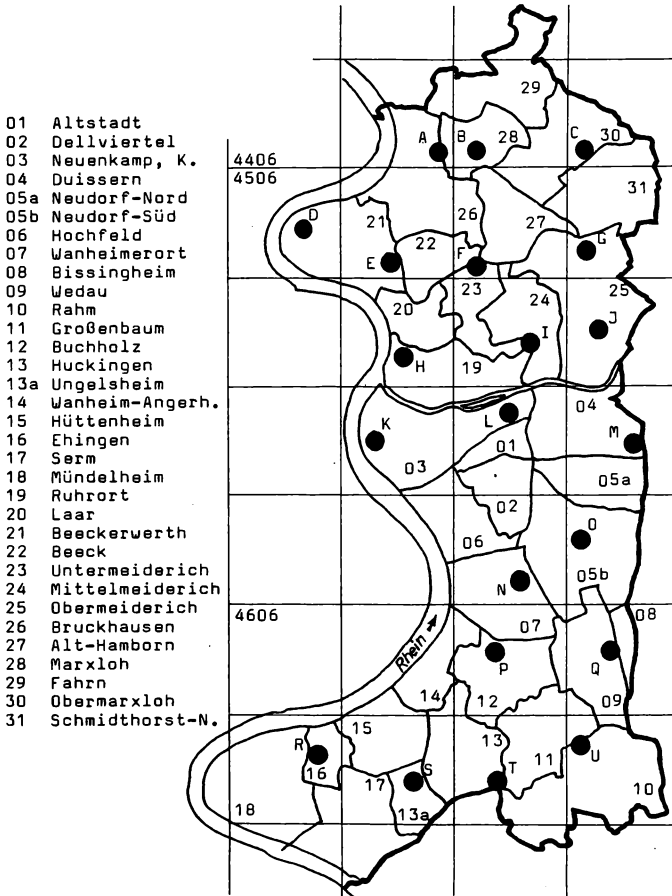 01 Altstadt
02 Dellviertel
03 Neuenkamp, K.
04 Duissern
05a Neudorf-Nord
05b Neudorf-Süd
06 Hochfeld
07 Wanheimerort
08 Bissingheim
09 Wedau
10 Rahm
11 Großenbaum
12 Buchholz
13 Huckingen
13a Ungelsheim
14 Wanheim-Angerh.
15 Hüttenheim
16 Ehingen
17 Serm
18 Mündelheim
19 Ruhrort
20 Laar
21 Beeckerwerth
22 Beeck
23 Untermeiderich
24 Mittelmeiderich
25 Obermeiderich
26 Bruckhausen
27 Alt-Hamborn
28 Marxloh
29 Fahrn
30 Obermarxloh
31 Schmidthorst-N.
29
A B 28 C 30
4406
4506
31
D 21 26 27
22 G
E F
23 25
20 24
J
I
H 19
04
K L
01 M
03
05a
02
06 O
05b
N
4606 08
07
Rhein
P Q
14 12
09
15 13
R 11 U
16 17 S T
18 13a 10